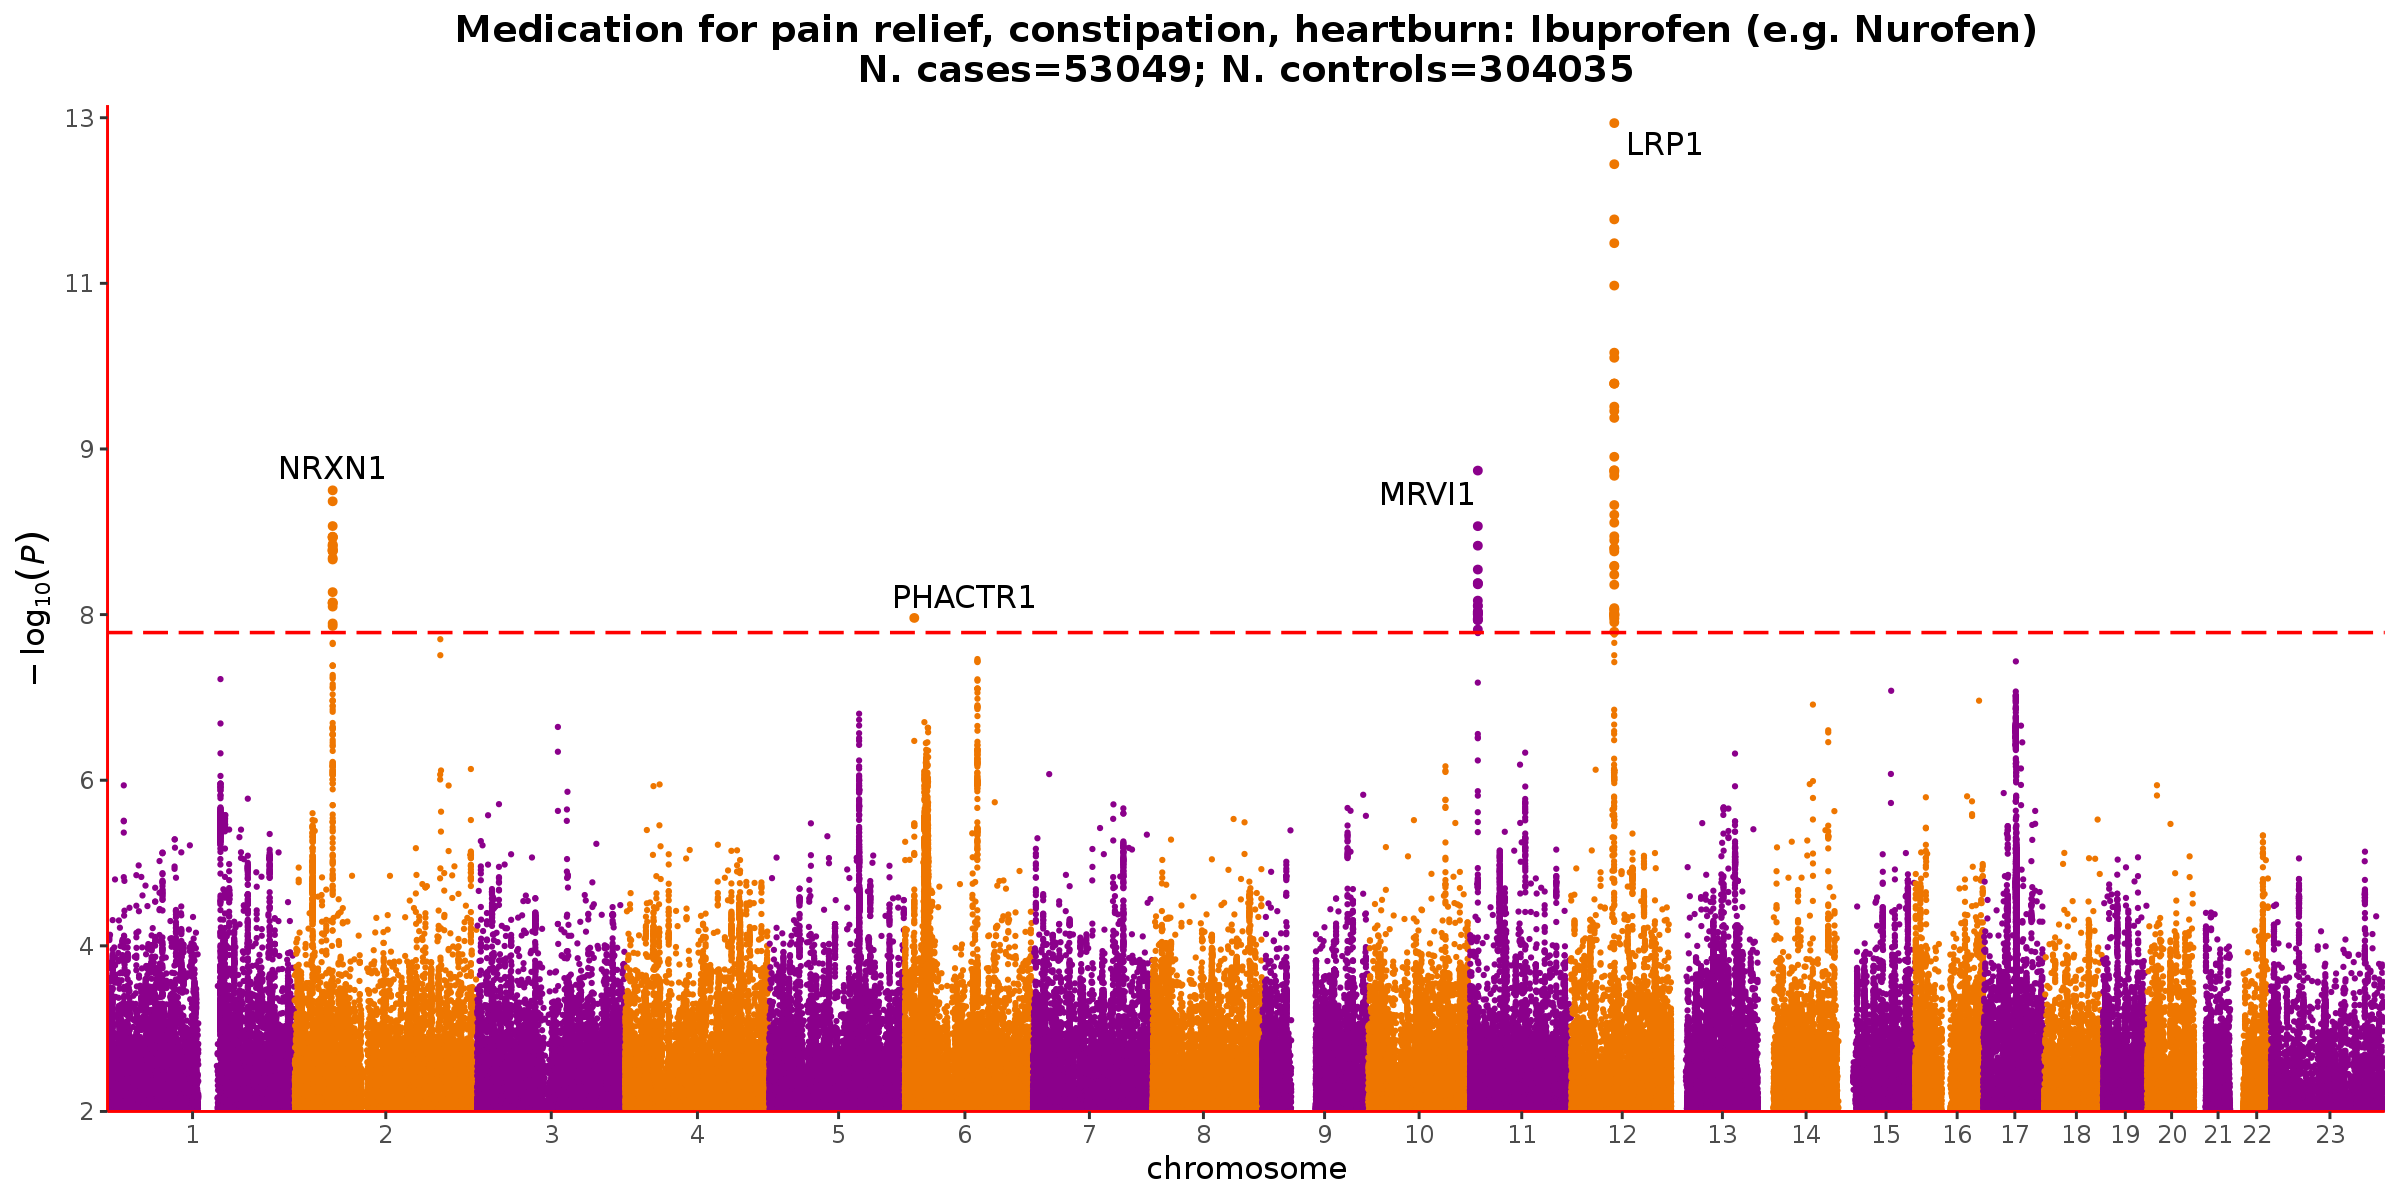 Medication for pain relief, constipation, heartburn: Ibuprofen (e.g. Nurofen)
N. cases=53049; N. controls=304035
13
LRP1
11
9
NRXN1
MRVI1
PHACTR1
8
6
4
2
− log₁₀(P)
1 2 3 4 5 6 7 8 9 10 11 12 13 14 15 16 17 18 19 20 21 22 23
chromosome